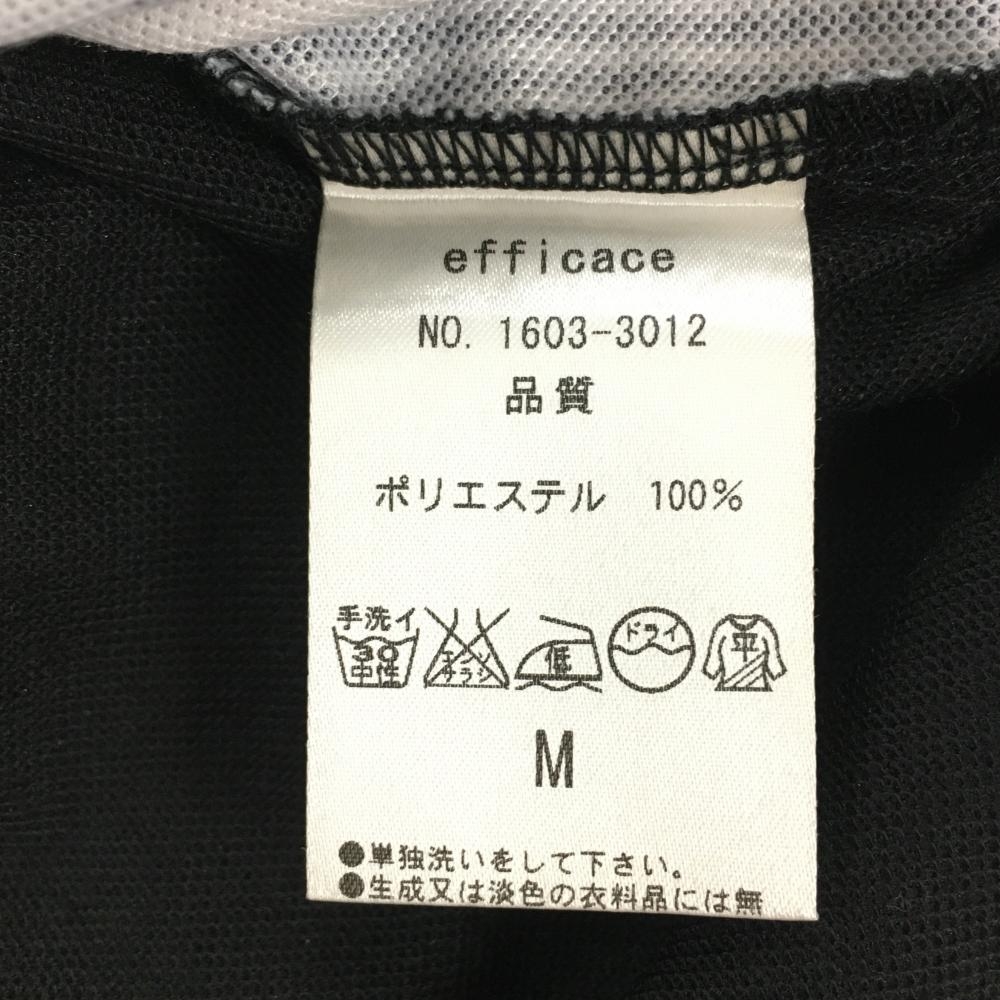 efficace
NO. 1603-3012
品質
ポリエステル 100%
手洗イ
30
中性
エンソ
サラシ
低
ドライ
平
M
●単独洗いをして下さい。
●生成又は淡色の衣料品には無